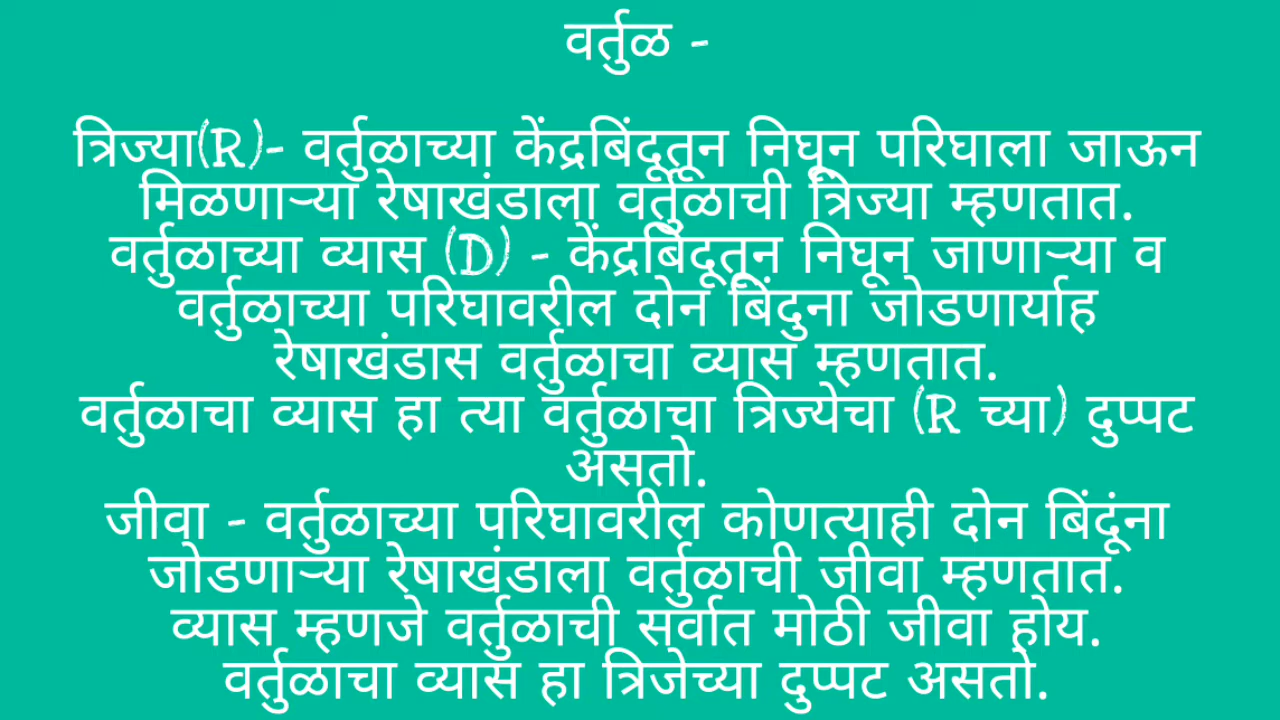 वर्तुळ -
त्रिज्या(R)- वर्तुळाच्या केंद्रबिंदूतून निघून परिघाला जाऊन
मिळणाऱ्या रेषाखंडाला वर्तुळाची त्रिज्या म्हणतात.
वर्तुळाच्या व्यास (D) - केंद्रबिंदूतून निघून जाणाऱ्या व
वर्तुळाच्या परिघावरील दोन बिंदुना जोडणार्याह
रेषाखंडास वर्तुळाचा व्यास म्हणतात.
वर्तुळाचा व्यास हा त्या वर्तुळाचा त्रिज्येचा (R च्या) दुप्पट
असतो.
जीवा - वर्तुळाच्या परिघावरील कोणत्याही दोन बिंदूंना
जोडणाऱ्या रेषाखंडाला वर्तुळाची जीवा म्हणतात.
व्यास म्हणजे वर्तुळाची सर्वात मोठी जीवा होय.
वर्तुळाचा व्यास हा त्रिजेच्या दुप्पट असतो.